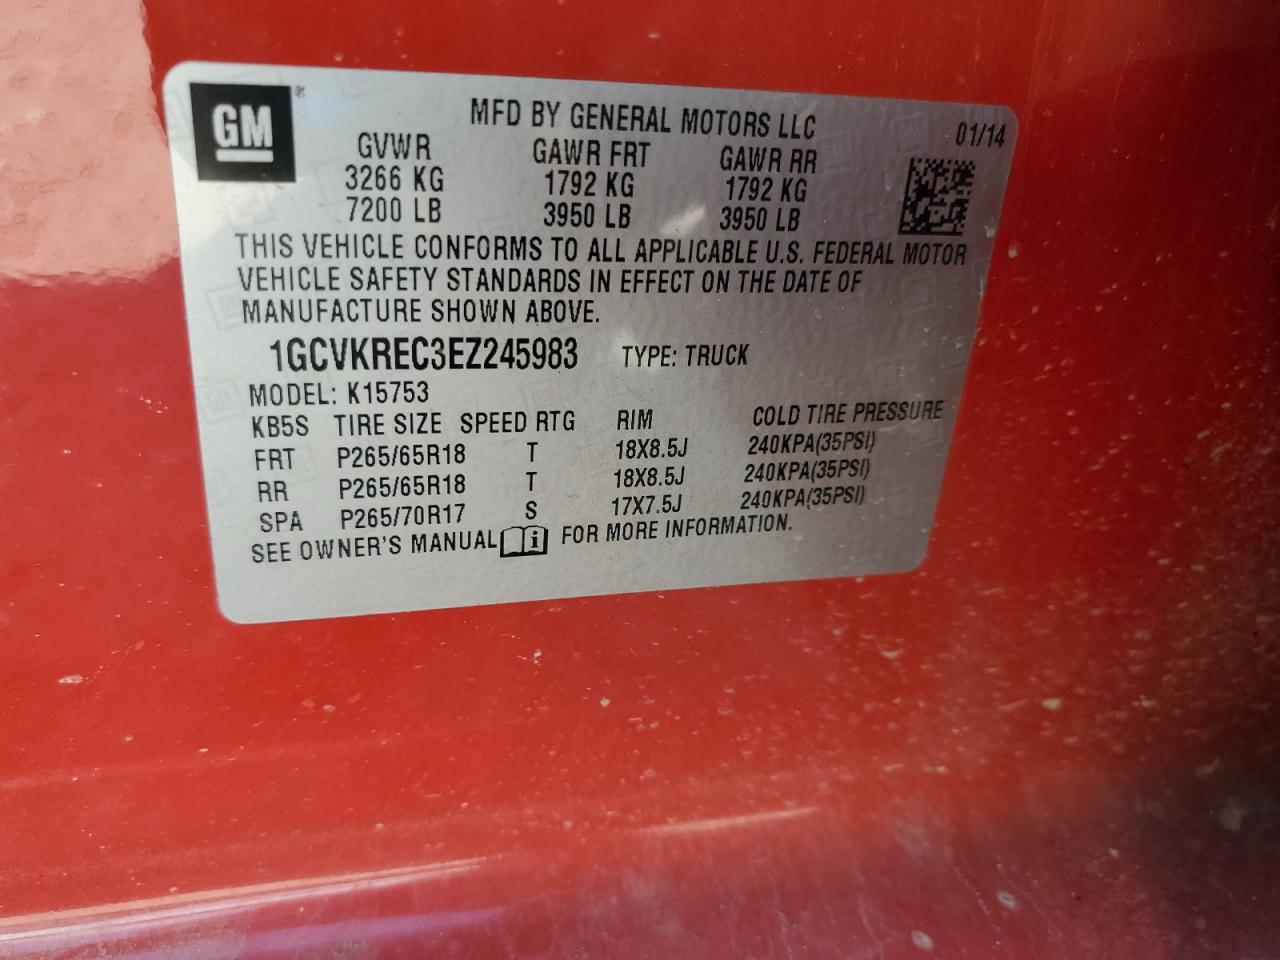 GM®
MFD BY GENERAL MOTORS LLC
01/14
GVWR GAWR FRT GAWR RR
3266 KG 1792 KG 1792 KG
7200 LB 3950 LB 3950 LB
THIS VEHICLE CONFORMS TO ALL APPLICABLE U.S. FEDERAL MOTOR
VEHICLE SAFETY STANDARDS IN EFFECT ON THE DATE OF
MANUFACTURE SHOWN ABOVE.
1GCVKREC3EZ245983 TYPE: TRUCK
MODEL: K15753
KB5S TIRE SIZE SPEED RTG RIM COLD TIRE PRESSURE
FRT P265/65R18 T 18X8.5J 240KPA(35PSI)
RR P265/65R18 T 18X8.5J 240KPA(35PSI)
SPA P265/70R17 S 17X7.5J 240KPA(35PSI)
SEE OWNER'S MANUAL i FOR MORE INFORMATION.